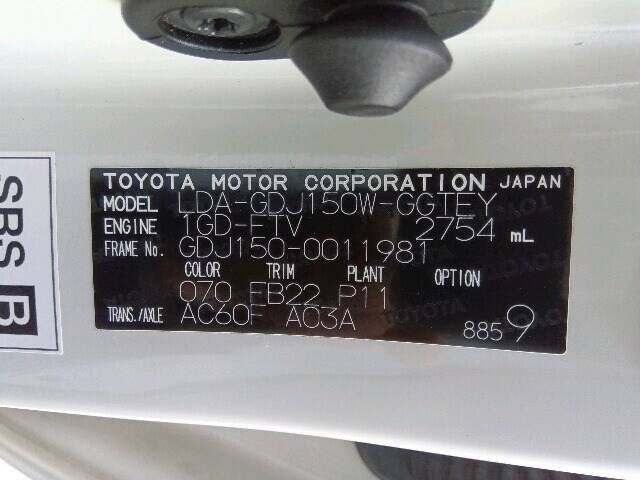 TOYOTA MOTOR CORPORATION JAPAN
MODEL LDA-GDJ150W-GGTEY
ENGINE 1GD-FTV 2754 mL
FRAME No. GDJ150-0011981
COLOR TRIM PLANT OPTION
070 FB22 P11
TRANS./AXLE AC60F A03A
8859
SRS B